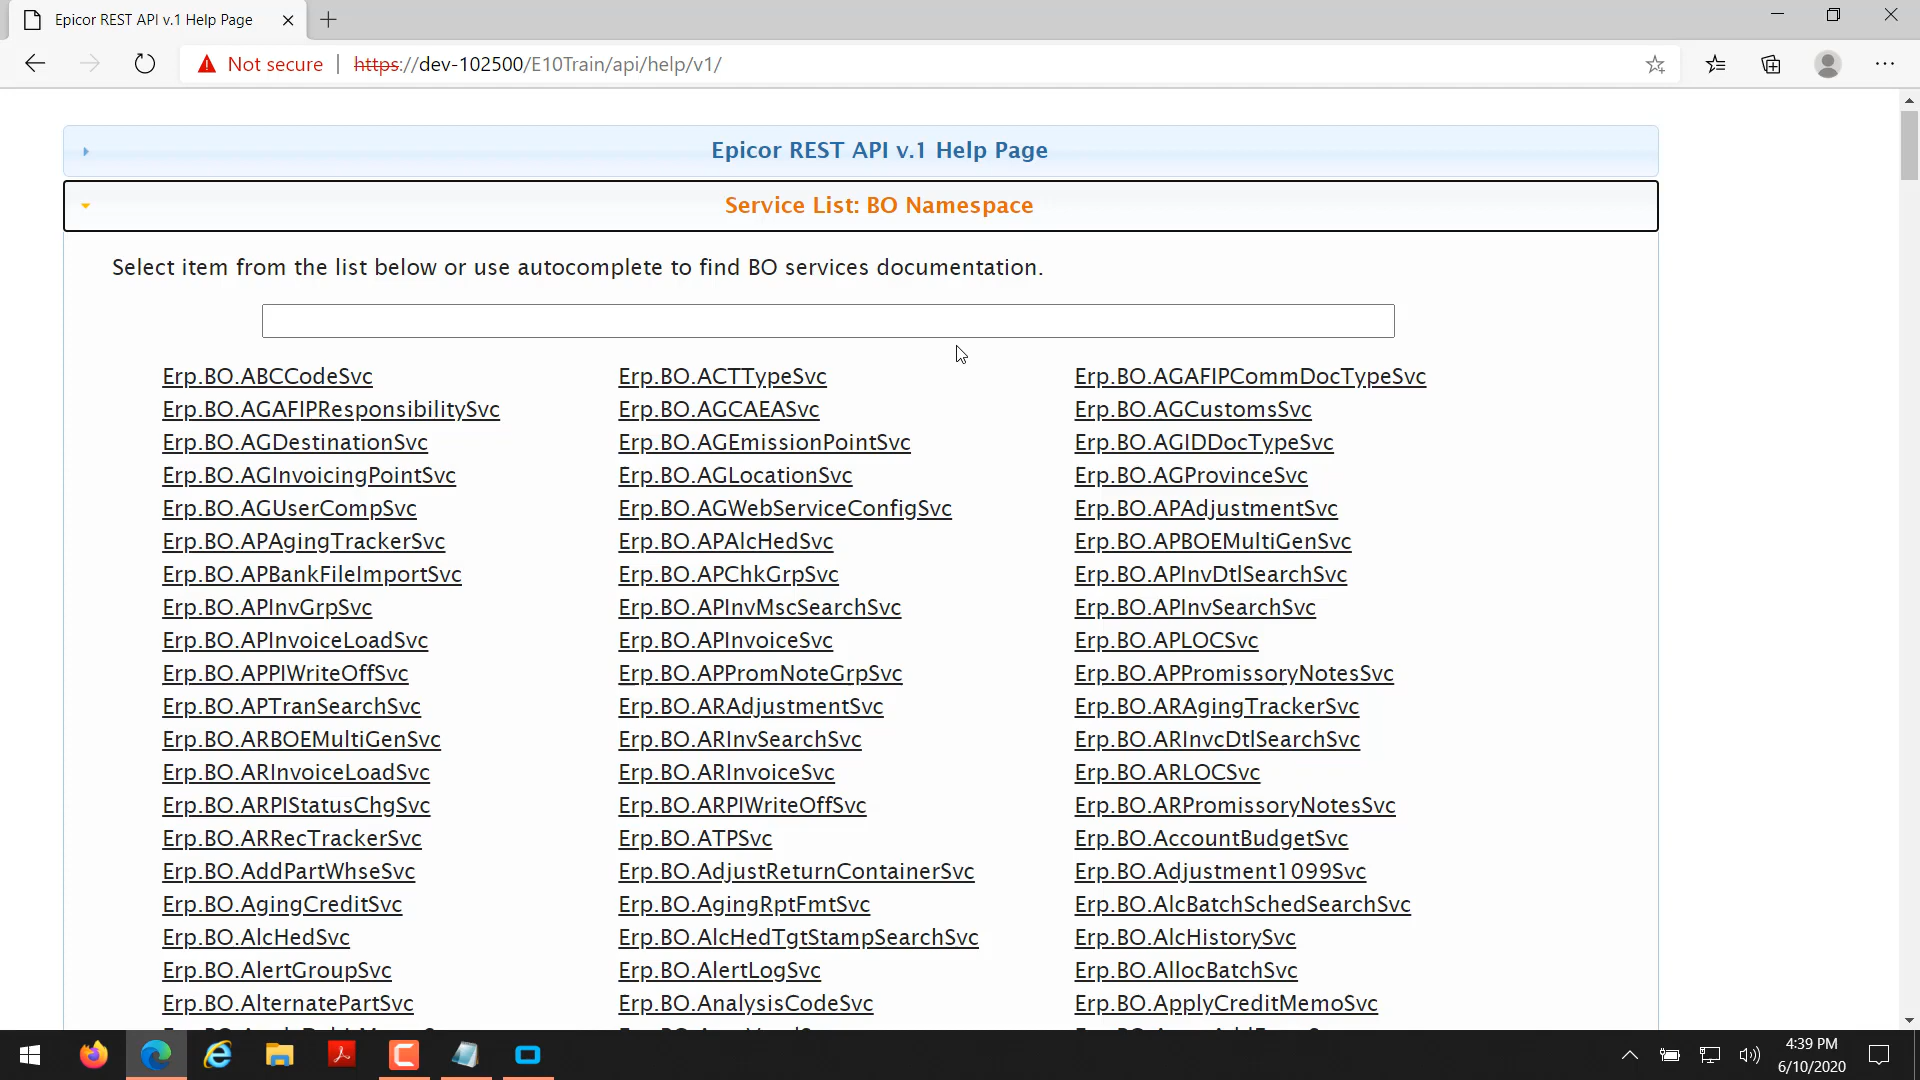 Epicor REST API v.1 Help Page
Not secure | https://dev-102500/E10Train/api/help/v1/
Epicor REST API v.1 Help Page
Service List: BO Namespace
Select item from the list below or use autocomplete to find BO services documentation.
Erp.BO.ABCCodeSvc Erp.BO.ACTTypeSvc Erp.BO.AGAFIPCommDocTypeSvc
Erp.BO.AGAFIPResponsibilitySvc Erp.BO.AGCAEASvc Erp.BO.AGCustomsSvc
Erp.BO.AGDestinationSvc Erp.BO.AGEmissionPointSvc Erp.BO.AGIDDocTypeSvc
Erp.BO.AGInvoicingPointSvc Erp.BO.AGLocationSvc Erp.BO.AGProvinceSvc
Erp.BO.AGUserCompSvc Erp.BO.AGWebServiceConfigSvc Erp.BO.APAdjustmentSvc
Erp.BO.APAgingTrackerSvc Erp.BO.APAlcHedSvc Erp.BO.APBOEMultiGenSvc
Erp.BO.APBankFileImportSvc Erp.BO.APChkGrpSvc Erp.BO.APInvDtlSearchSvc
Erp.BO.APInvGrpSvc Erp.BO.APInvMscSearchSvc Erp.BO.APInvSearchSvc
Erp.BO.APInvoiceLoadSvc Erp.BO.APInvoiceSvc Erp.BO.APLOCSvc
Erp.BO.APPIWriteOffSvc Erp.BO.APPromNoteGrpSvc Erp.BO.APPromissoryNotesSvc
Erp.BO.APTranSearchSvc Erp.BO.ARAdjustmentSvc Erp.BO.ARAgingTrackerSvc
Erp.BO.ARBOEMultiGenSvc Erp.BO.ARInvSearchSvc Erp.BO.ARInvcDtlSearchSvc
Erp.BO.ARInvoiceLoadSvc Erp.BO.ARInvoiceSvc Erp.BO.ARLOCSvc
Erp.BO.ARPIStatusChgSvc Erp.BO.ARPIWriteOffSvc Erp.BO.ARPromissoryNotesSvc
Erp.BO.ARRecTrackerSvc Erp.BO.ATPSvc Erp.BO.AccountBudgetSvc
Erp.BO.AddPartWhseSvc Erp.BO.AdjustReturnContainerSvc Erp.BO.Adjustment1099Svc
Erp.BO.AgingCreditSvc Erp.BO.AgingRptFmtSvc Erp.BO.AlcBatchSchedSearchSvc
Erp.BO.AlcHedSvc Erp.BO.AlcHedTgtStampSearchSvc Erp.BO.AlcHistorySvc
Erp.BO.AlertGroupSvc Erp.BO.AlertLogSvc Erp.BO.AllocBatchSvc
Erp.BO.AlternatePartSvc Erp.BO.AnalysisCodeSvc Erp.BO.ApplyCreditMemoSvc
4:39 PM
6/10/2020